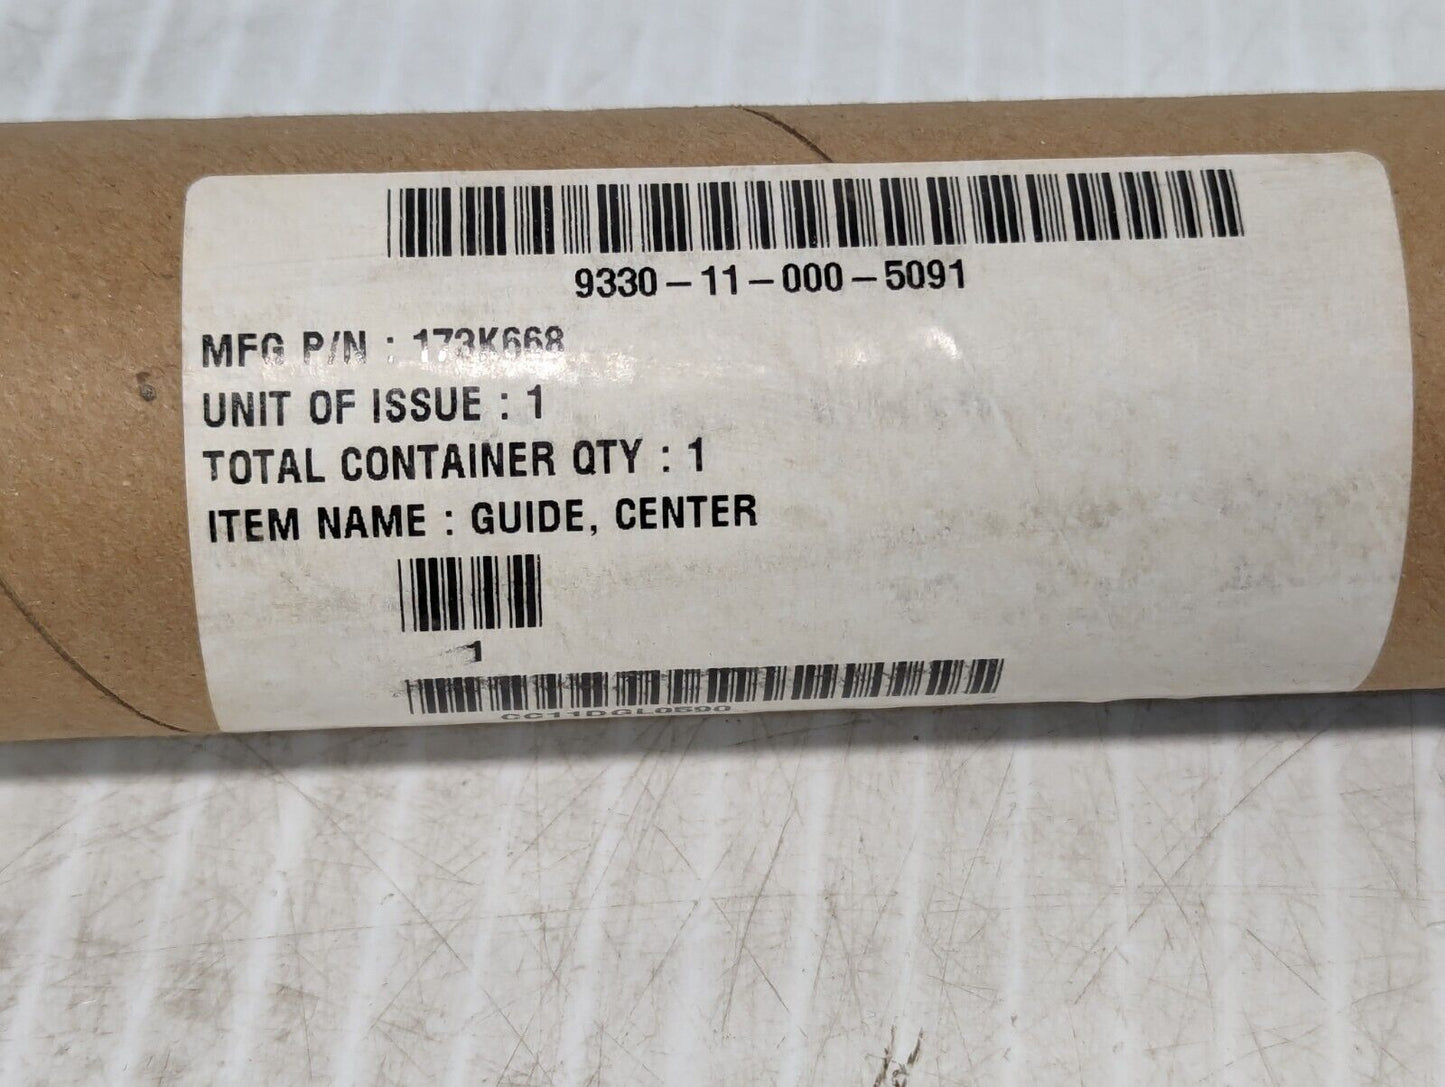 9330-11-000-5091
MFG P/N : 173K668
UNIT OF ISSUE : 1
TOTAL CONTAINER QTY : 1
ITEM NAME : GUIDE, CENTER
1
CC11DGL0590